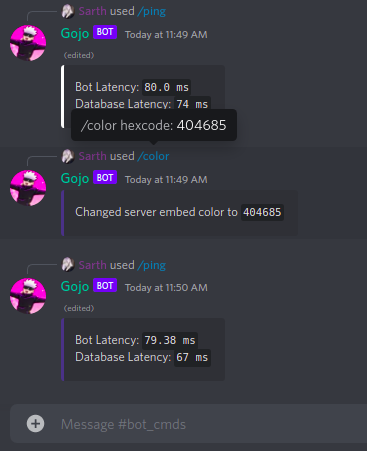 Sarth used /ping
Gojo BOT Today at 11:49 AM
(edited)
Bot Latency: 80.0 ms
Database Latency: 74 ms
/color hexcode: 404685
Sarth used /color
Gojo BOT Today at 11:49 AM
Changed server embed color to 404685
Sarth used /ping
Gojo BOT Today at 11:50 AM
(edited)
Bot Latency: 79.38 ms
Database Latency: 67 ms
Message #bot_cmds